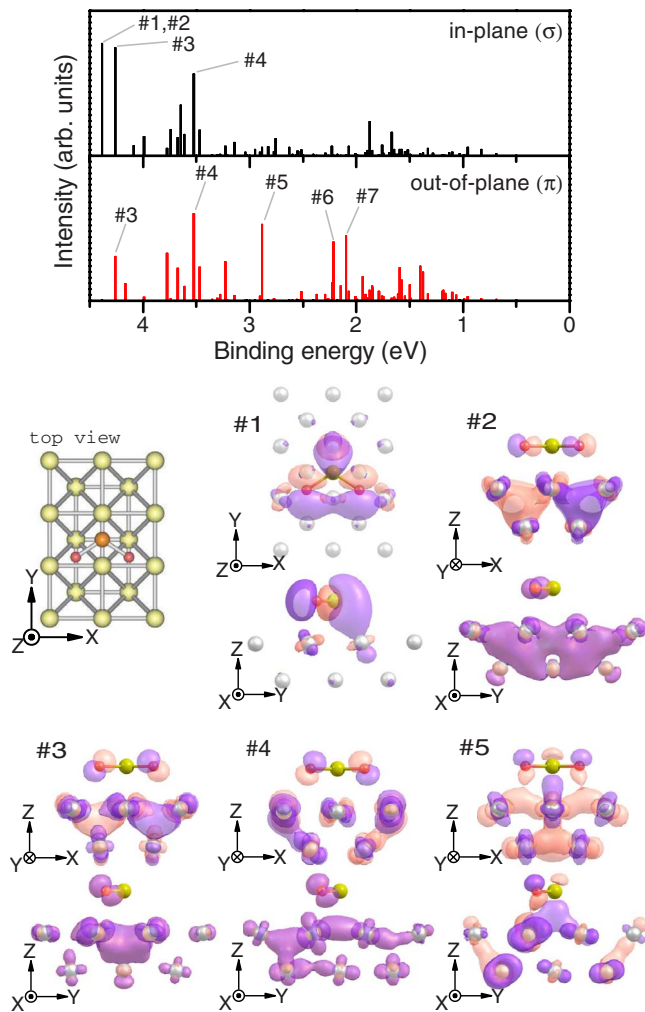 #1,#2
in-plane (σ)
#3
#4
Intensity (arb. units)
#4
#5
out-of-plane (π)
#3
#6
#7
4
3
2
1
0
Binding energy (eV)
top view
Y
Z
X
#1
Y
Z
X
Z
X
Y
#2
Z
Y
X
Z
X
Y
#3
Z
Y
X
Z
X
Y
#4
Z
Y
X
Z
X
Y
#5
Z
Y
X
Z
X
Y